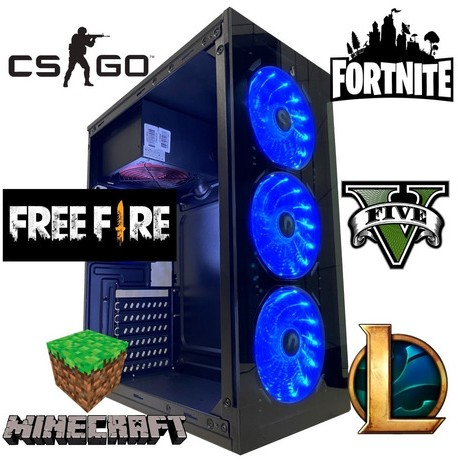 CS GO
FORTNITE
FREE FIRE
V
FIVE
MINECRAFT
L